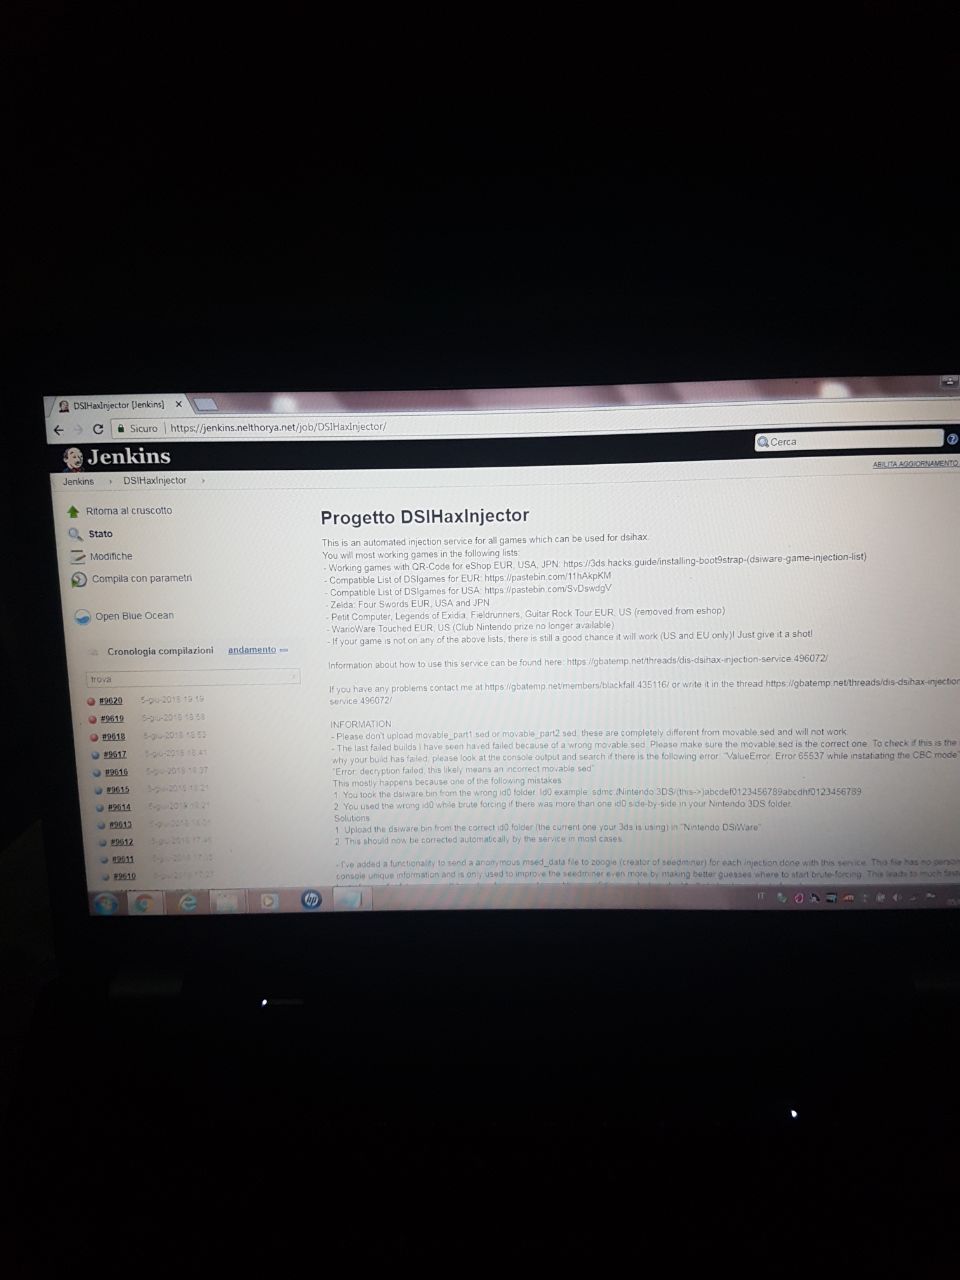 DSIHaxInjector [Jenkins]
Sicuro | https://jenkins.nelthorya.net/job/DSIHaxInjector/
Jenkins
Cerca
ABILITA AGGIORNAMENTO
Jenkins › DSIHaxInjector ›
Ritorna al cruscotto
Stato
Modifiche
Compila con parametri
Open Blue Ocean
Cronologia compilazioni andamento
trova
#9620 5-giu-2018 19.19
#9619 5-giu-2018 18.58
#9618 5-giu-2018 18.53
#9617 5-giu-2018 18.41
#9616 5-giu-2018 18.37
#9615 5-giu-2018 18.21
#9614 5-giu-2018 18.21
#9613
#9612
#9611
#9610
Progetto DSIHaxInjector
This is an automated injection service for all games which can be used for dsihax.
You will most working games in the following lists:
- Working games with QR-Code for eShop EUR, USA, JPN: https://3ds.hacks.guide/installing-boot9strap-(dsiware-game-injection-list)
- Compatible List of DSIgames for EUR: https://pastebin.com/11hAkpKM
- Compatible List of DSIgames for USA: https://pastebin.com/SvDswdgV
- Zelda: Four Swords EUR, USA and JPN
- Petit Computer, Legends of Exidia, Fieldrunners, Guitar Rock Tour EUR, US (removed from eshop)
- WarioWare Touched EUR, US (Club Nintendo prize no longer available)
- If your game is not on any of the above lists, there is still a good chance it will work (US and EU only)! Just give it a shot!
Information about how to use this service can be found here: https://gbatemp.net/threads/dis-dsihax-injection-service.496072/
If you have any problems contact me at https://gbatemp.net/members/blackfall.435116/ or write it in the thread https://gbatemp.net/threads/dis-dsihax-injection
service.496072/
INFORMATION
- Please don't upload movable_part1.sed or movable_part2.sed, these are completely different from movable.sed and will not work.
- The last failed builds I have seen haved failed because of a wrong movable.sed. Please make sure the movable.sed is the correct one. To check if this is the
why your build has failed, please look at the console output and search if there is the following error: "ValueError: Error 65537 while instatiating the CBC mode"
"Error: decryption failed, this likely means an incorrect movable.sed"
This mostly happens because one of the following mistakes:
1. You took the dsiware.bin from the wrong id0 folder. Id0 example: sdmc:/Nintendo 3DS/(this->)abcdef0123456789abcdhf0123456789
2. You used the wrong id0 while brute forcing if there was more than one id0 side-by-side in your Nintendo 3DS folder.
Solutions
1. Upload the dsiware.bin from the correct id0 folder (the current one your 3ds is using) in "Nintendo DSiWare"
2. This should now be corrected automatically by the service in most cases.
- I've added a functionality to send a anonymous msed_data file to zoogie (creator of seedminer) for each injection done with this service. This file has no person
console unique information and is only used to improve the seedminer even more by making better guesses where to start brute-forcing. This leads to much faste
hp
IT